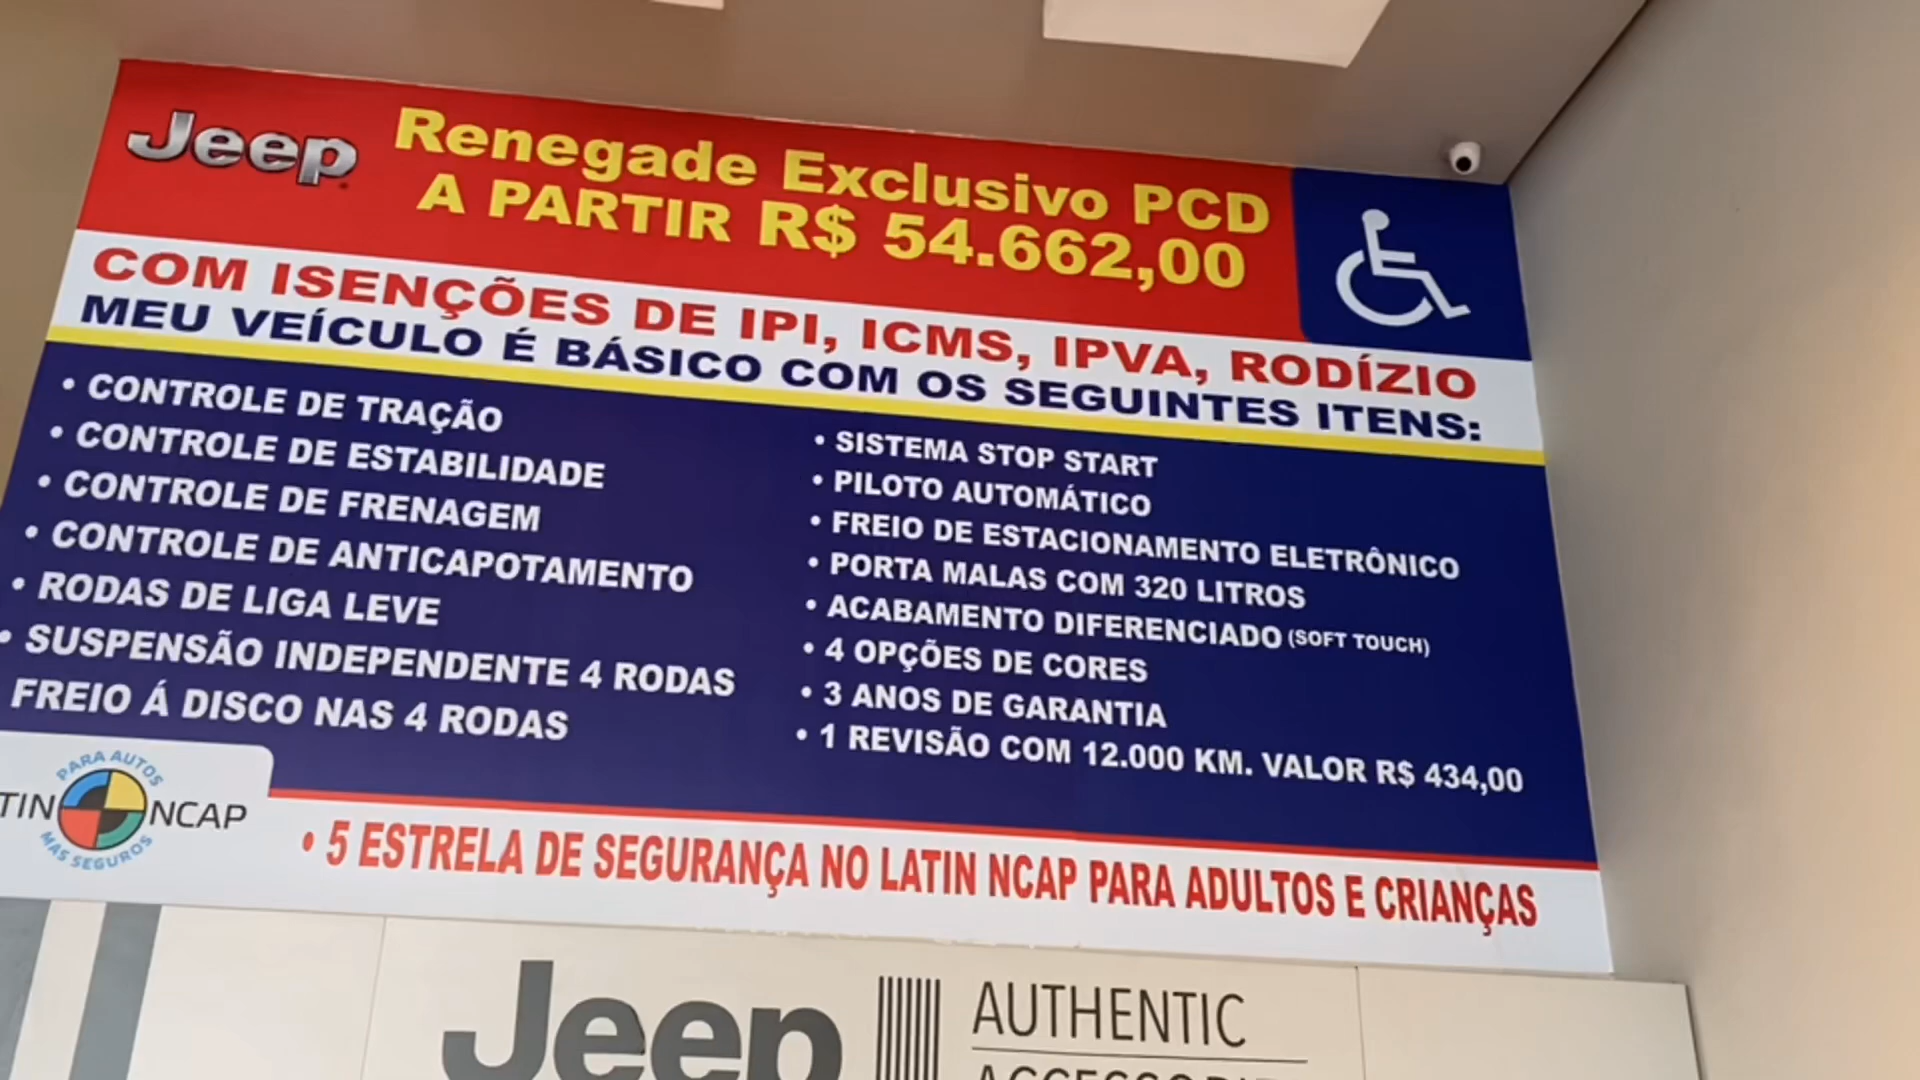 Jeep
Renegade Exclusivo PCD
A PARTIR R$ 54.662,00
COM ISENÇÕES DE IPI, ICMS, IPVA, RODÍZIO
MEU VEÍCULO É BÁSICO COM OS SEGUINTES ITENS:
• CONTROLE DE TRAÇÃO
• CONTROLE DE ESTABILIDADE
• CONTROLE DE FRENAGEM
• CONTROLE DE ANTICAPOTAMENTO
• RODAS DE LIGA LEVE
• SUSPENSÃO INDEPENDENTE 4 RODAS
FREIO Á DISCO NAS 4 RODAS
• SISTEMA STOP START
• PILOTO AUTOMÁTICO
• FREIO DE ESTACIONAMENTO ELETRÔNICO
• PORTA MALAS COM 320 LITROS
• ACABAMENTO DIFERENCIADO (SOFT TOUCH)
• 4 OPÇÕES DE CORES
• 3 ANOS DE GARANTIA
• 1 REVISÃO COM 12.000 KM. VALOR R$ 434,00
PARA AUTOS
TIN NCAP
MÁS SEGUROS
• 5 ESTRELA DE SEGURANÇA NO LATIN NCAP PARA ADULTOS E CRIANÇAS
Jeep
AUTHENTIC